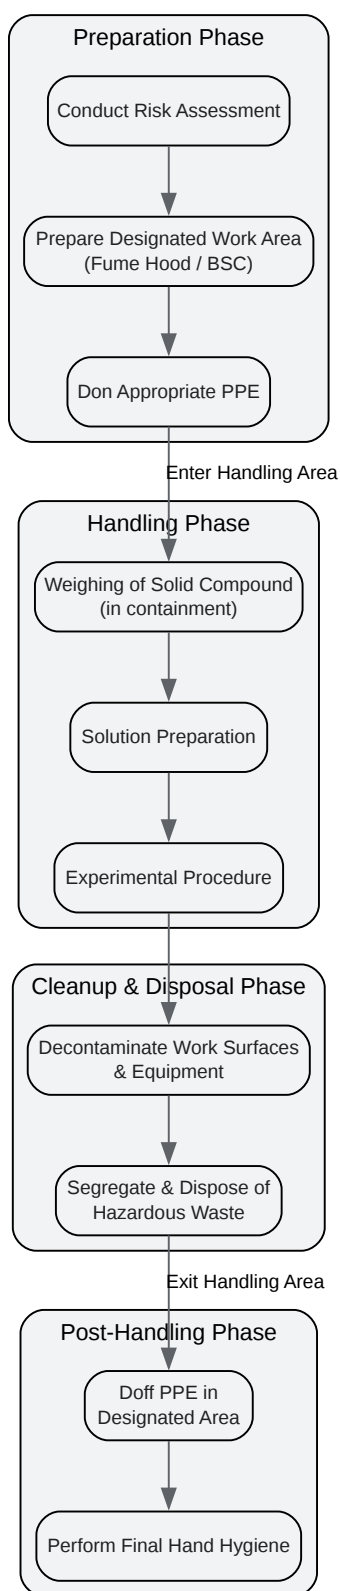 Preparation Phase
Conduct Risk Assessment
Prepare Designated Work Area
(Fume Hood / BSC)
Don Appropriate PPE
Enter Handling Area
Handling Phase
Weighing of Solid Compound
(in containment)
Solution Preparation
Experimental Procedure
Cleanup & Disposal Phase
Decontaminate Work Surfaces
& Equipment
Segregate & Dispose of
Hazardous Waste
Exit Handling Area
Post-Handling Phase
Doff PPE in
Designated Area
Perform Final Hand Hygiene